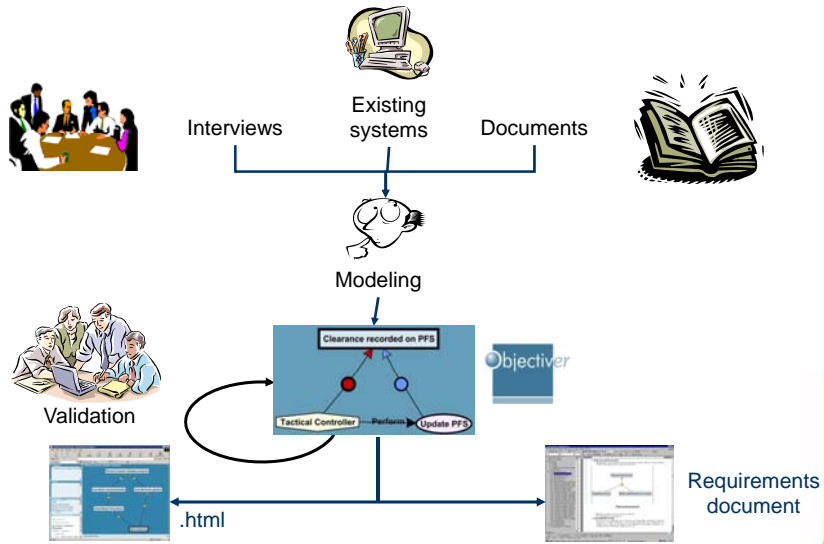 Existing
systems
Interviews
Documents
Modeling
Clearance recorded on PFS
Objectiver
Tactical Controller
Perform
Update PFS
Validation
.html
Requirements
document